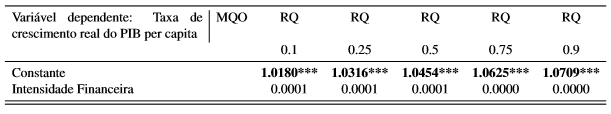 Variável dependente: Taxa de MQO RQ RQ RQ RQ RQ
crescimento real do PIB per capita
0.1 0.25 0.5 0.75 0.9
Constante 1.0180*** 1.0316*** 1.0454*** 1.0625*** 1.0709***
Intensidade Financeira 0.0001 0.0001 0.0001 0.0000 0.0000